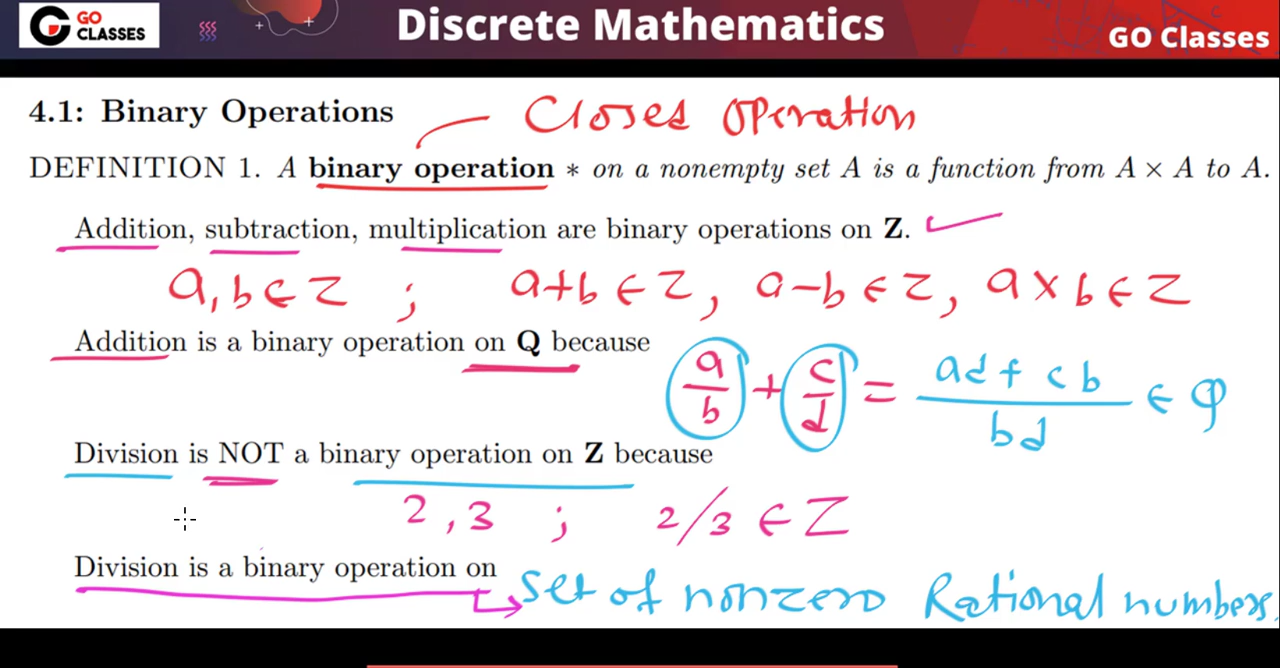 GO
CLASSES
Discrete Mathematics
GO Classes
4.1: Binary Operations
Closed Operation
DEFINITION 1. A binary operation * on a nonempty set A is a function from A × A to A.
Addition, subtraction, multiplication are binary operations on Z. ✓
a, b ∈ Z ; a+b ∈ Z, a-b ∈ Z, a×b ∈ Z
Addition is a binary operation on Q because
a/b + c/d = ad + cb / bd ∈ Q
Division is NOT a binary operation on Z because
2, 3 ; 2/3 ∈ Z
Division is a binary operation on set of nonzero Rational numbers.